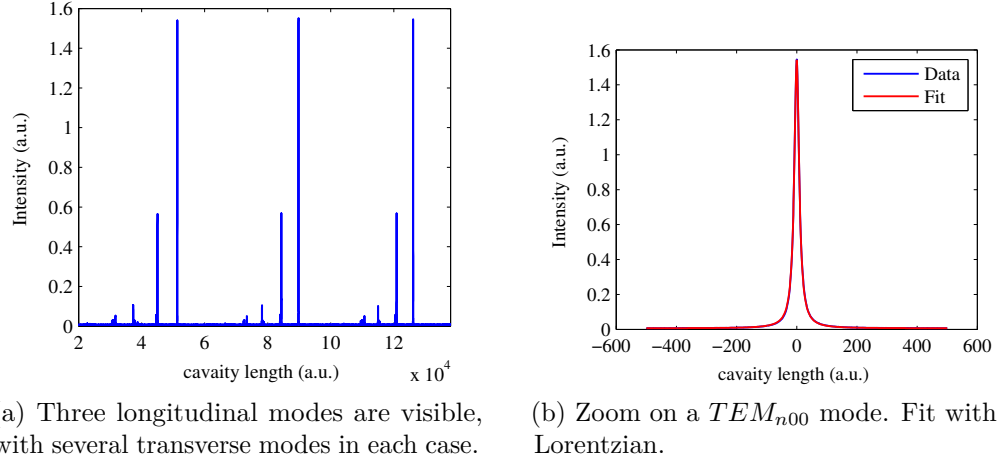 1.6
1.4
1.2
1
0.8
0.6
0.4
0.2
0
Intensity (a.u.)
2 4 6 8 10 12
x 10^4
cavaity length (a.u.)
a) Three longitudinal modes are visible,
with several transverse modes in each case.
1.6
1.4
1.2
1
0.8
0.6
0.4
0.2
0
Intensity (a.u.)
Data
Fit
−600 −400 −200 0 200 400 600
cavaity length (a.u.)
(b) Zoom on a TEM_{n00} mode. Fit with
Lorentzian.